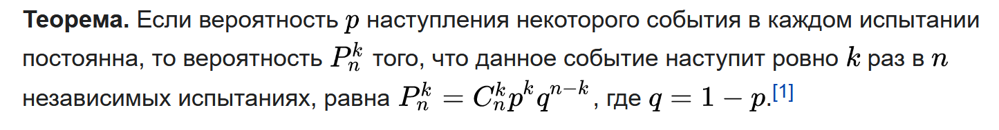 Теорема. Если вероятность $p$ наступления некоторого события в каждом испытании
постоянна, то вероятность $P_n^k$ того, что данное событие наступит ровно $k$ раз в $n$
независимых испытаниях, равна $P_n^k = C_n^k p^k q^{n-k}$, где $q = 1 - p$.[1]